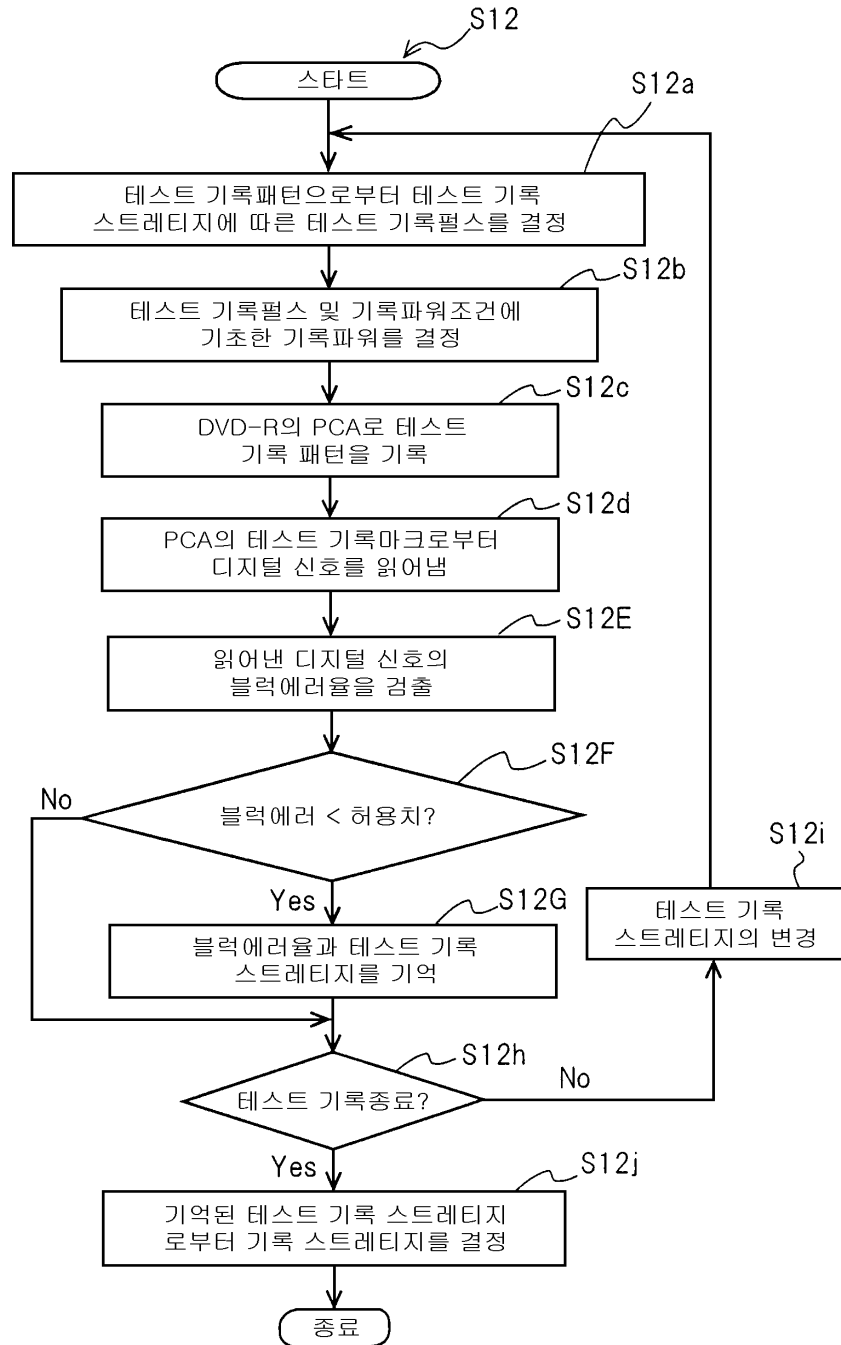 S12
스타트
S12a
테스트 기록패턴으로부터 테스트 기록
스트레티지에 따른 테스트 기록펄스를 결정
S12b
테스트 기록펄스 및 기록파워조건에
기초한 기록파워를 결정
S12c
DVD-R의 PCA로 테스트
기록 패턴을 기록
S12d
PCA의 테스트 기록마크로부터
디지털 신호를 읽어냄
S12E
읽어낸 디지털 신호의
블럭에러율을 검출
S12F
No
블럭에러 < 허용치?
Yes
S12G
블럭에러율과 테스트 기록
스트레티지를 기억
S12i
테스트 기록
스트레티지의 변경
S12h
테스트 기록종료?
No
Yes
S12j
기억된 테스트 기록 스트레티지
로부터 기록 스트레티지를 결정
종료